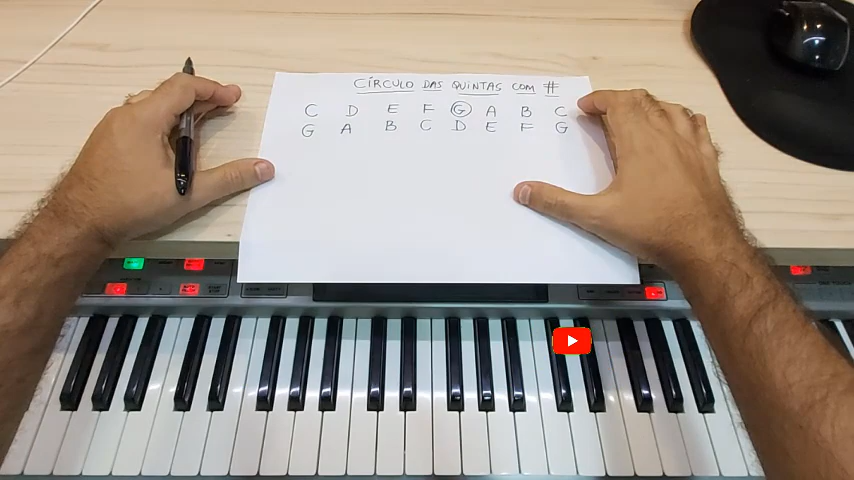 CÍRCULO DAS QUINTAS COM #
C D E F G A B C
G A B C D E F G